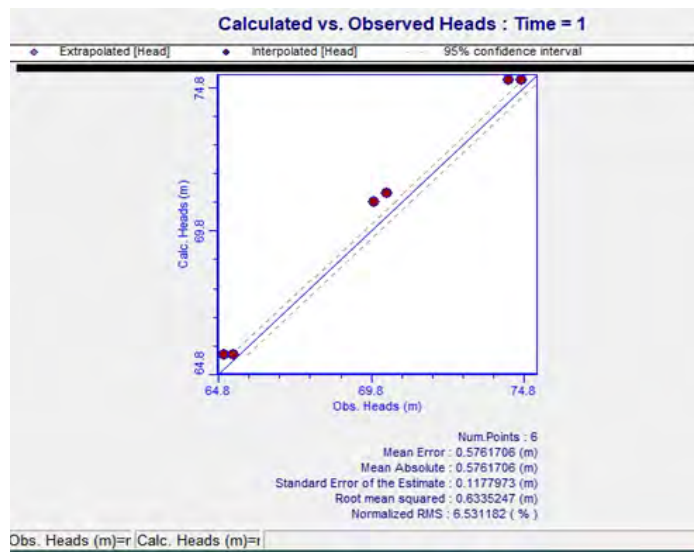 Calculated vs. Observed Heads : Time = 1
Extrapolated [Head] Interpolated [Head] 95% confidence interval
74.8
69.8
64.8
Calc. Heads (m)
64.8 69.8 74.8
Obs. Heads (m)
Num.Points : 6
Mean Error : 0.5761706 (m)
Mean Absolute : 0.5761706 (m)
Standard Error of the Estimate : 0.1177973 (m)
Root mean squared : 0.6335247 (m)
Normalized RMS : 6.531182 ( % )
Obs. Heads (m)=r Calc. Heads (m)=r